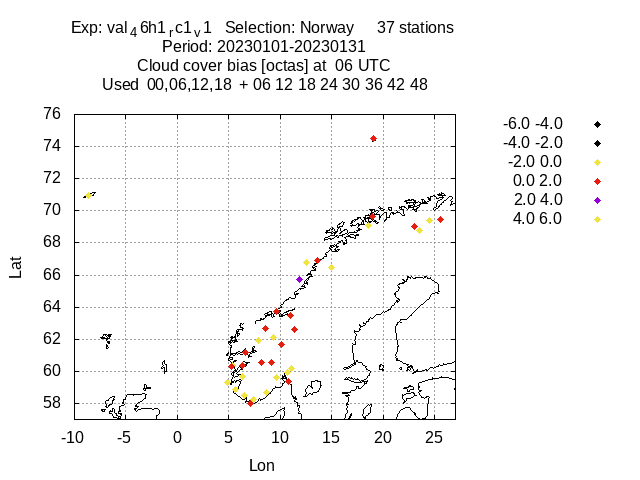 Exp: val46h1rc1v1 Selection: Norway 37 stations
Period: 20230101-20230131
Cloud cover bias [octas] at 06 UTC
Used 00,06,12,18 + 06 12 18 24 30 36 42 48
-6.0 -4.0
-4.0 -2.0
-2.0 0.0
0.0 2.0
2.0 4.0
4.0 6.0
76
74
72
70
68
66
64
62
60
58
Lat
-10 -5 0 5 10 15 20 25
Lon